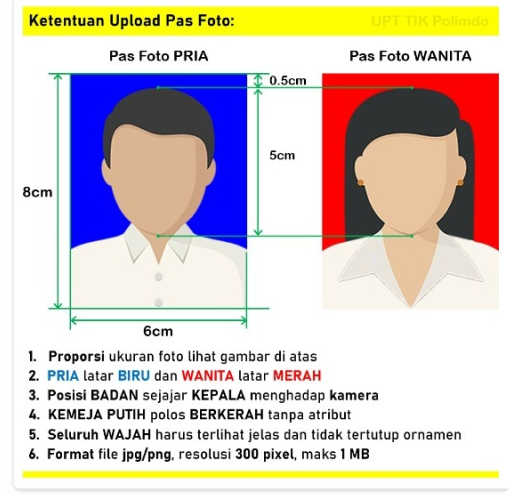 Ketentuan Upload Pas Foto:
UPT TIK Polimdo
Pas Foto PRIA
Pas Foto WANITA
0.5cm
5cm
8cm
6cm
1. Proporsi ukuran foto lihat gambar di atas
2. PRIA latar BIRU dan WANITA latar MERAH
3. Posisi BADAN sejajar KEPALA menghadap kamera
4. KEMEJA PUTIH polos BERKERAH tanpa atribut
5. Seluruh WAJAH harus terlihat jelas dan tidak tertutup ornamen
6. Format file jpg/png, resolusi 300 pixel, maks 1 MB